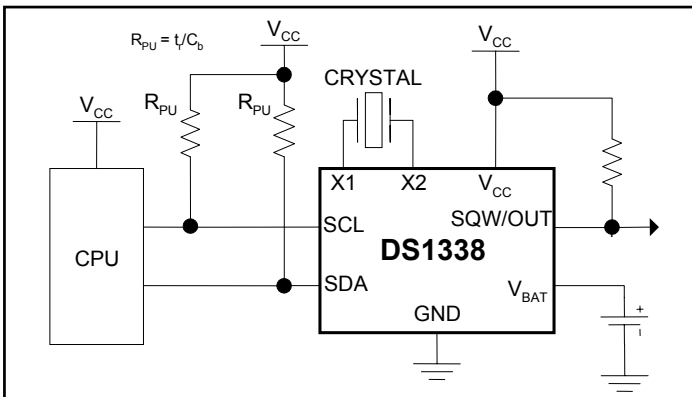 R_PU = t_r/C_b
V_CC
V_CC
CRYSTAL
V_CC
R_PU
R_PU
X1
X2
V_CC
SCL
SQW/OUT
CPU
DS1338
SDA
V_BAT
GND
+
–